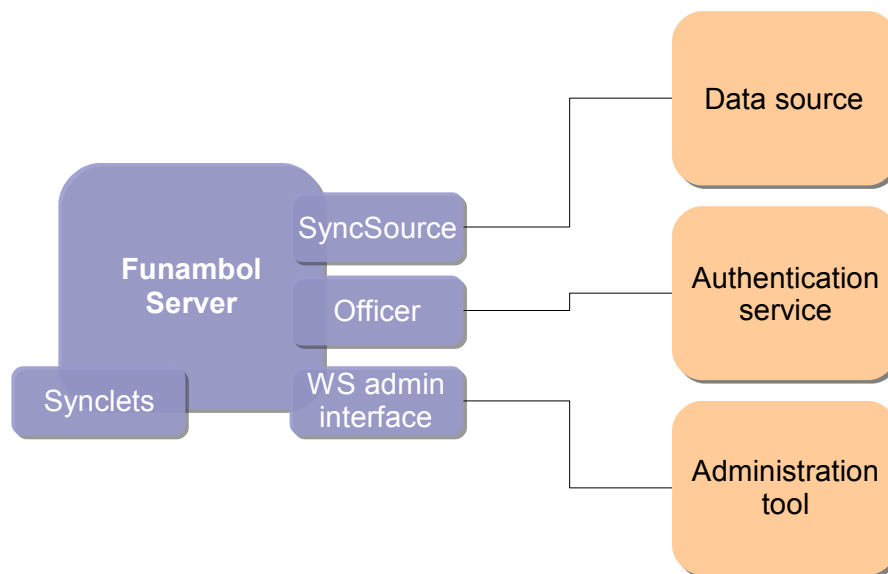 Data source
SyncSource
Funambol
Server
Authentication
service
Officer
WS admin
interface
Synclets
Administration
tool